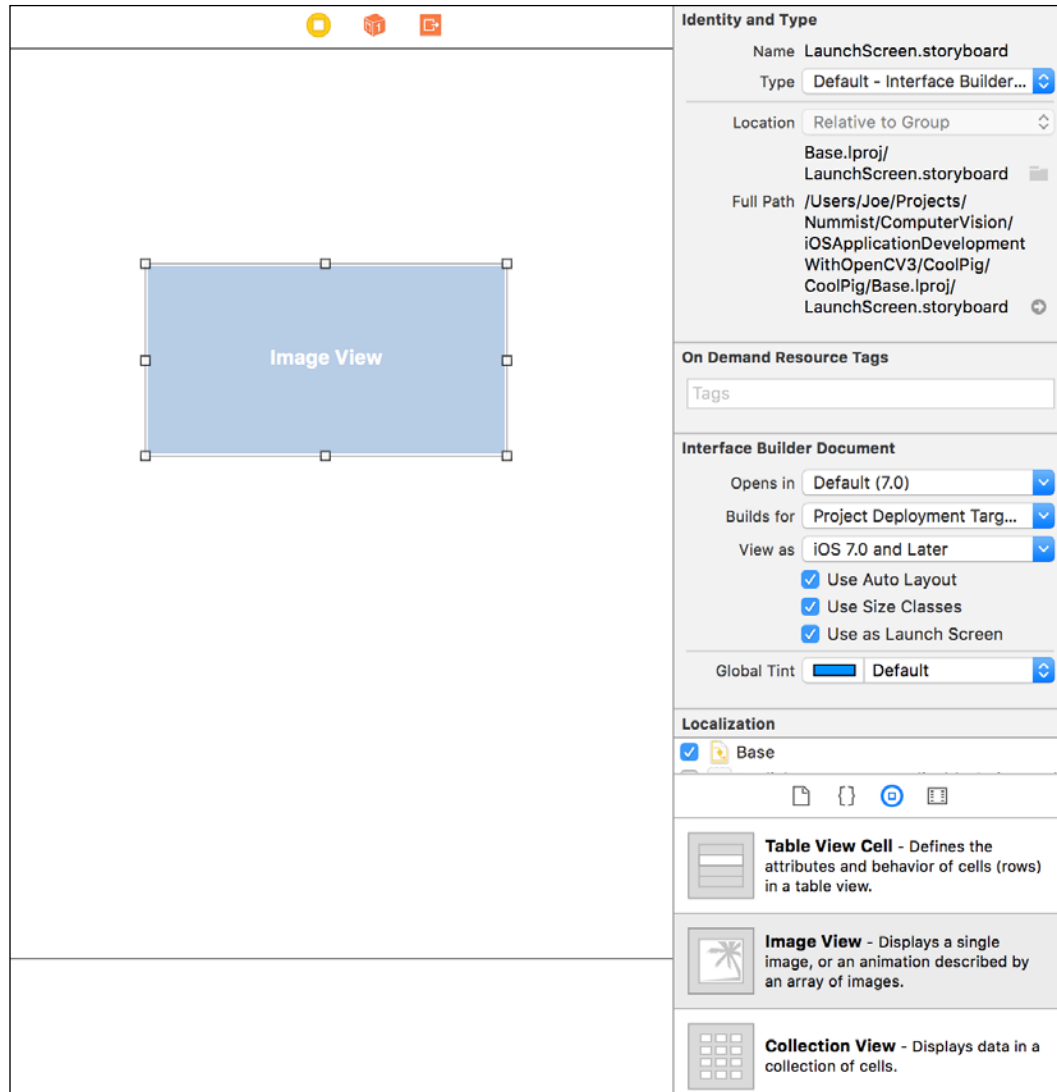 Image View
Identity and Type
Name LaunchScreen.storyboard
Type Default - Interface Builder...
Location Relative to Group
Base.lproj/
LaunchScreen.storyboard
Full Path /Users/Joe/Projects/
Nummist/ComputerVision/
iOSApplicationDevelopment
WithOpenCV3/CoolPig/
CoolPig/Base.lproj/
LaunchScreen.storyboard
On Demand Resource Tags
Tags
Interface Builder Document
Opens in Default (7.0)
Builds for Project Deployment Targ...
View as iOS 7.0 and Later
Use Auto Layout
Use Size Classes
Use as Launch Screen
Global Tint Default
Localization
Base
{}
Table View Cell - Defines the
attributes and behavior of cells (rows)
in a table view.
Image View - Displays a single
image, or an animation described by
an array of images.
Collection View - Displays data in a
collection of cells.